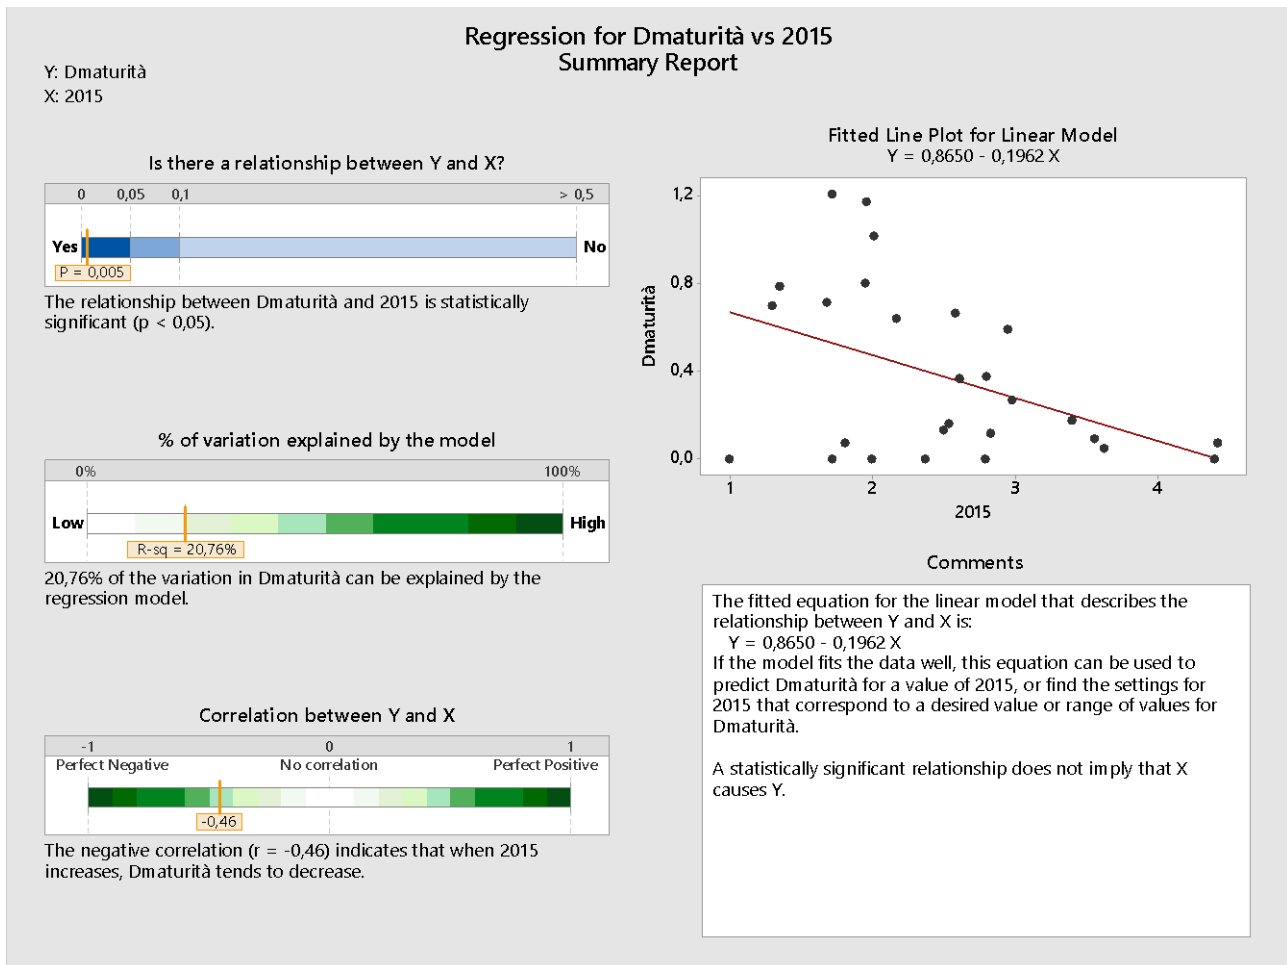 Regression for Dmaturità vs 2015
Summary Report
Y: Dmaturità
X: 2015
Is there a relationship between Y and X?
0 0,05 0,1 > 0,5
Yes No
P = 0,005
The relationship between Dmaturità and 2015 is statistically
significant (p < 0,05).
% of variation explained by the model
0% 100%
Low High
R-sq = 20,76%
20,76% of the variation in Dmaturità can be explained by the
regression model.
Correlation between Y and X
-1 0 1
Perfect Negative No correlation Perfect Positive
-0,46
The negative correlation (r = -0,46) indicates that when 2015
increases, Dmaturità tends to decrease.
Fitted Line Plot for Linear Model
Y = 0,8650 - 0,1962 X
1,2
0,8
0,4
0,0
Dmaturità
1 2 3 4
2015
Comments
The fitted equation for the linear model that describes the
relationship between Y and X is:
Y = 0,8650 - 0,1962 X
If the model fits the data well, this equation can be used to
predict Dmaturità for a value of 2015, or find the settings for
2015 that correspond to a desired value or range of values for
Dmaturità.
A statistically significant relationship does not imply that X
causes Y.